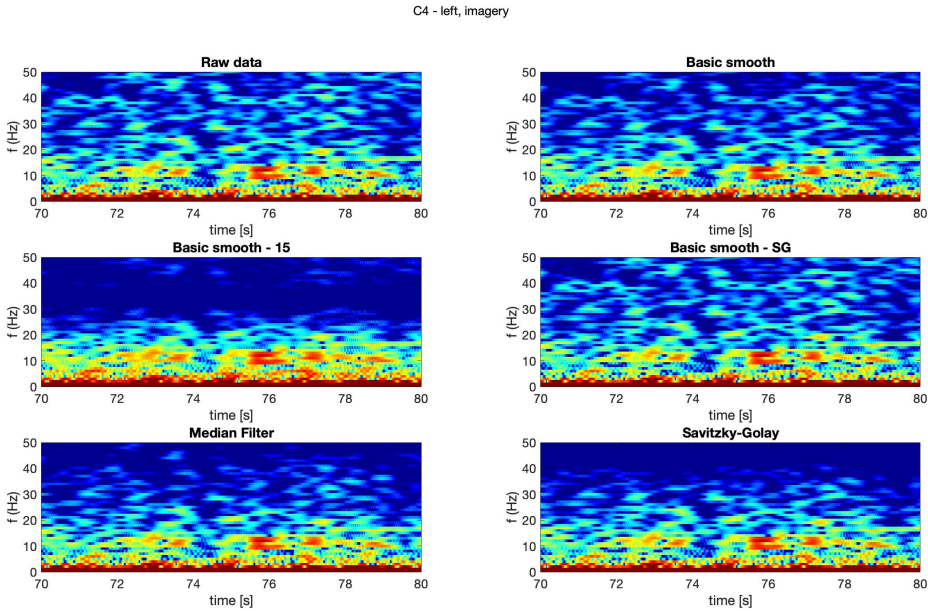 C4 - left, imagery
Raw data
50
40
30
20
10
0
f (Hz)
70 72 74 76 78 80
time [s]
Basic smooth
50
40
30
20
10
0
f (Hz)
70 72 74 76 78 80
time [s]
Basic smooth - 15
50
40
30
20
10
0
f (Hz)
70 72 74 76 78 80
time [s]
Basic smooth - SG
50
40
30
20
10
0
f (Hz)
70 72 74 76 78 80
time [s]
Median Filter
50
40
30
20
10
0
f (Hz)
70 72 74 76 78 80
time [s]
Savitzky-Golay
50
40
30
20
10
0
f (Hz)
70 72 74 76 78 80
time [s]